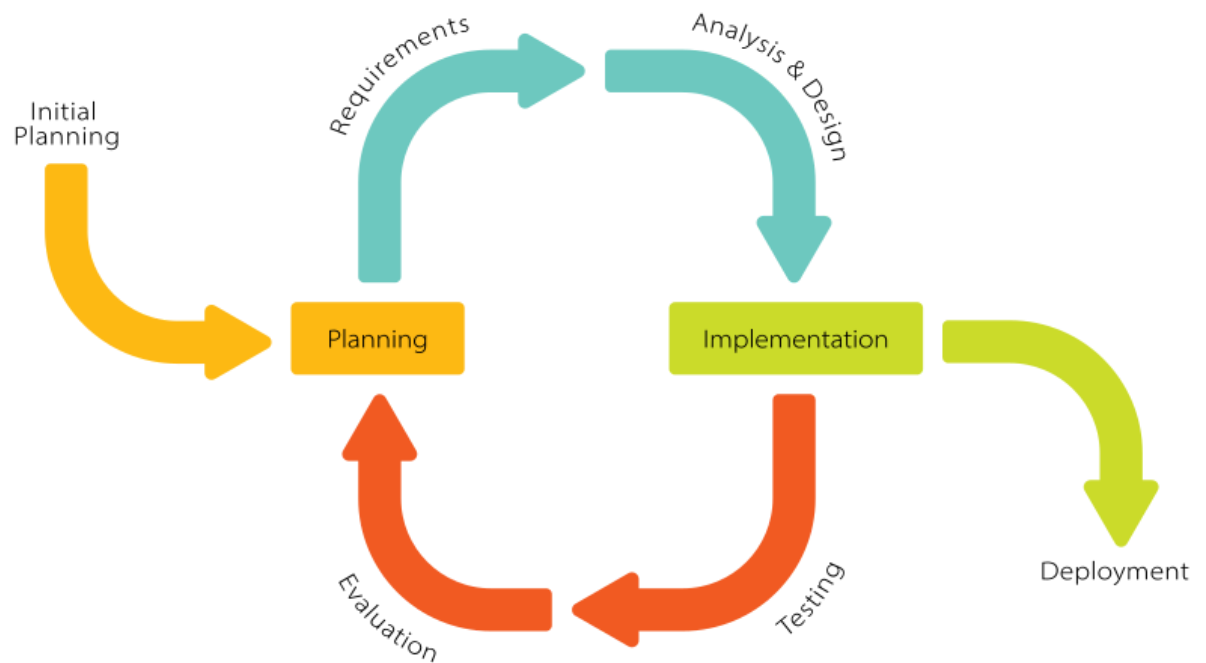 Initial
Planning
Requirements
Analysis & Design
Planning
Implementation
Evaluation
Testing
Deployment